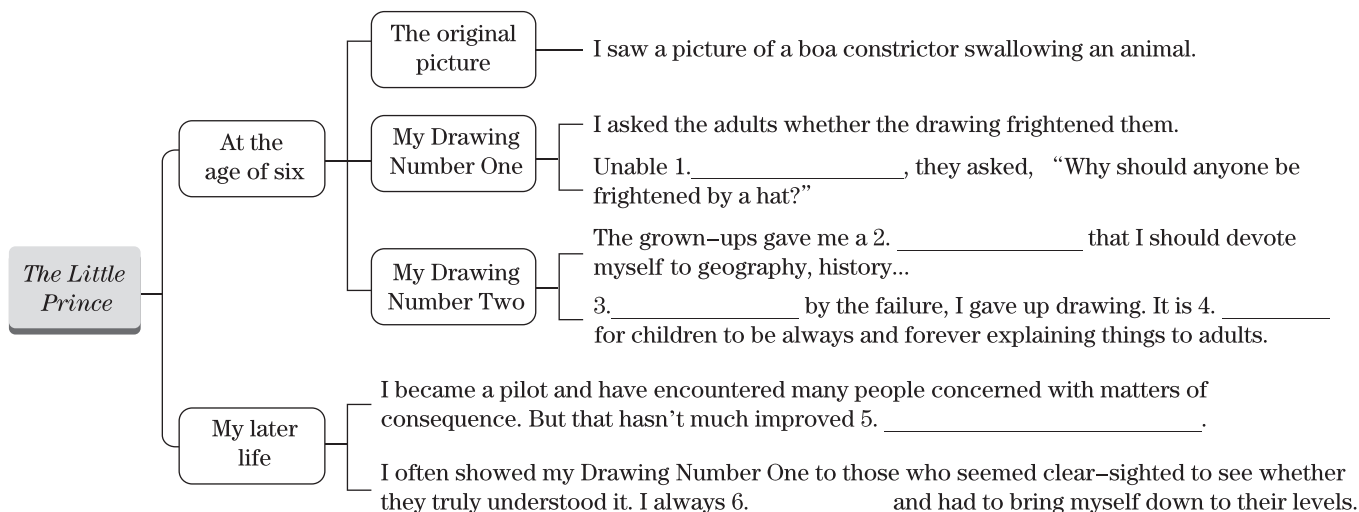 The original
picture
I saw a picture of a boa constrictor swallowing an animal.
At the
age of six
My Drawing
Number One
I asked the adults whether the drawing frightened them.
Unable 1.____________________, they asked, “Why should anyone be
frightened by a hat?”
The Little
Prince
My Drawing
Number Two
The grown–ups gave me a 2. __________________ that I should devote
myself to geography, history...
3.__________________ by the failure, I gave up drawing. It is 4. __________
for children to be always and forever explaining things to adults.
My later
life
I became a pilot and have encountered many people concerned with matters of
consequence. But that hasn’t much improved 5. ______________________________.
I often showed my Drawing Number One to those who seemed clear–sighted to see whether
they truly understood it. I always 6. and had to bring myself down to their levels.